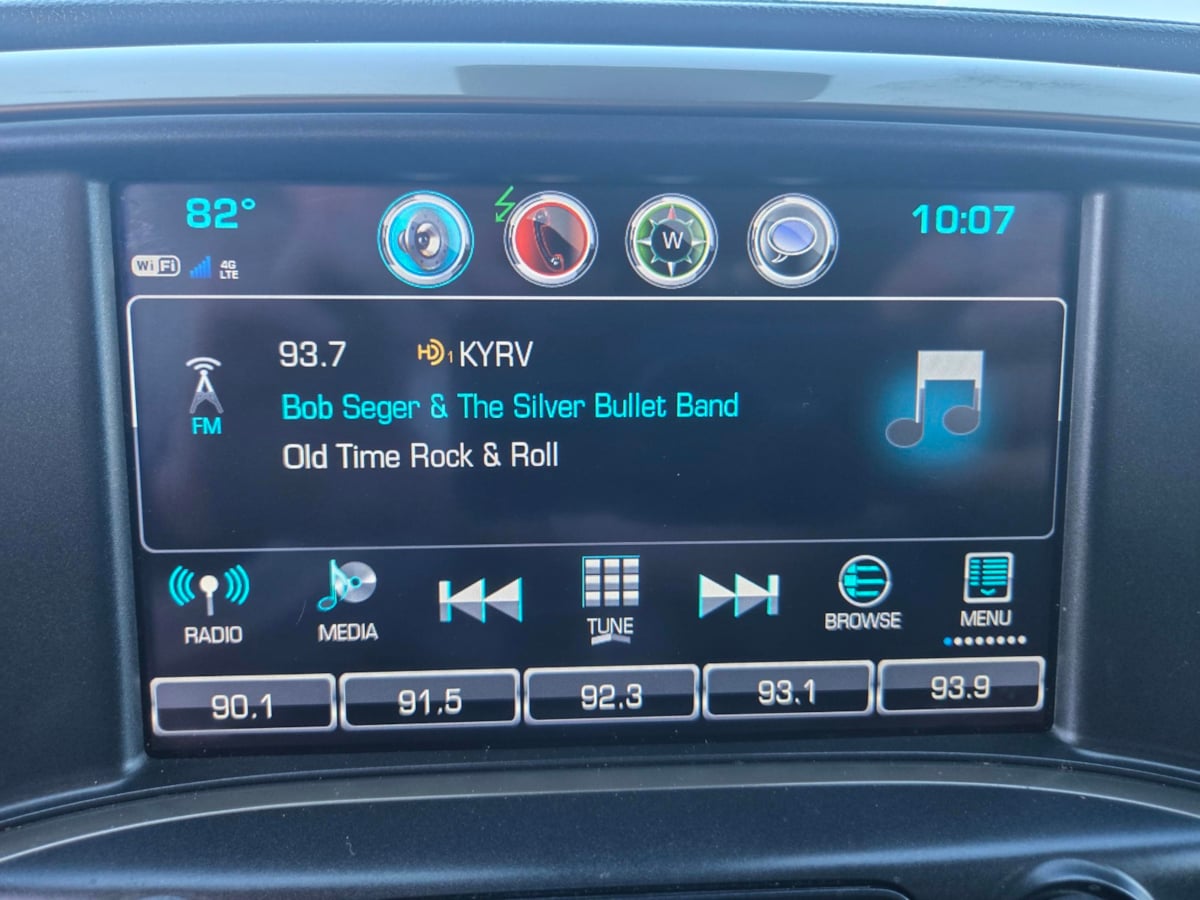 82°
10:07
WiFi
4G
LTE
W
93.7 HD1 KYRV
FM
Bob Seger & The Silver Bullet Band
Old Time Rock & Roll
RADIO
MEDIA
TUNE
BROWSE
MENU
90.1
91.5
92.3
93.1
93.9